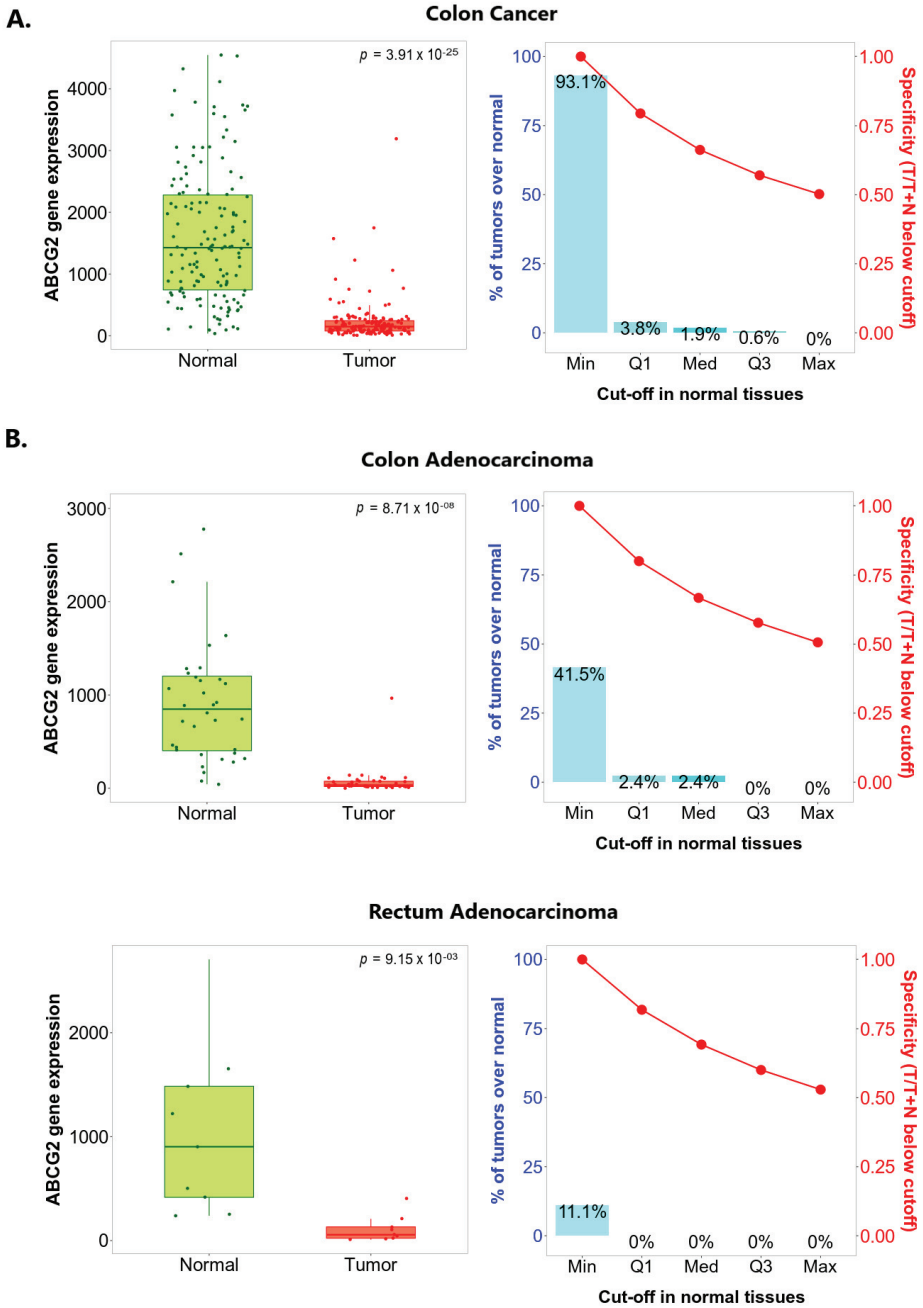 A.
Colon Cancer
p = 3.91 x 10-25
ABCG2 gene expression
4000
3000
2000
1000
0
Normal Tumor
% of tumors over normal
100
75
50
25
0
93.1%
3.8%
1.9%
0.6%
0%
Min Q1 Med Q3 Max
Cut-off in normal tissues
1.00
0.75
0.50
0.25
0.00
Specificity (T/T+N below cutoff)
B.
Colon Adenocarcinoma
p = 8.71 x 10-08
ABCG2 gene expression
3000
2000
1000
0
Normal Tumor
% of tumors over normal
100
75
50
25
0
41.5%
2.4%
2.4%
0%
0%
Min Q1 Med Q3 Max
Cut-off in normal tissues
1.00
0.75
0.50
0.25
0.00
Specificity (T/T+N below cutoff)
Rectum Adenocarcinoma
p = 9.15 x 10-03
ABCG2 gene expression
2000
1000
0
Normal Tumor
% of tumors over normal
100
75
50
25
0
11.1%
0%
0%
0%
0%
Min Q1 Med Q3 Max
Cut-off in normal tissues
1.00
0.75
0.50
0.25
0.00
Specificity (T/T+N below cutoff)